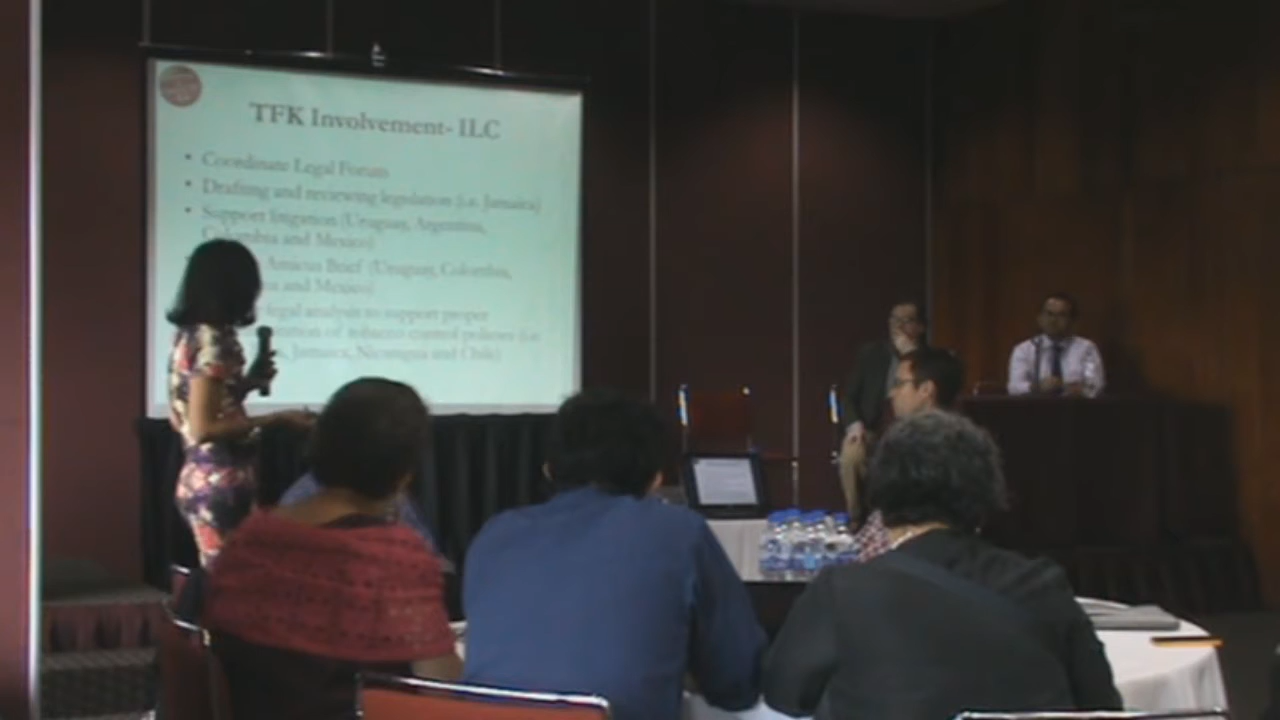 TFK Involvement- ILC
• Coordinate Legal Forum
• Drafting and reviewing legislation (i.e. Jamaica)
• Support litigation (Uruguay, Argentina,
Colombia and Mexico)
Amicus Brief (Uruguay, Colombia,
and Mexico)
legal analysis to support proper
of tobacco control policies (i.e
Jamaica, Nicaragua and Chile)